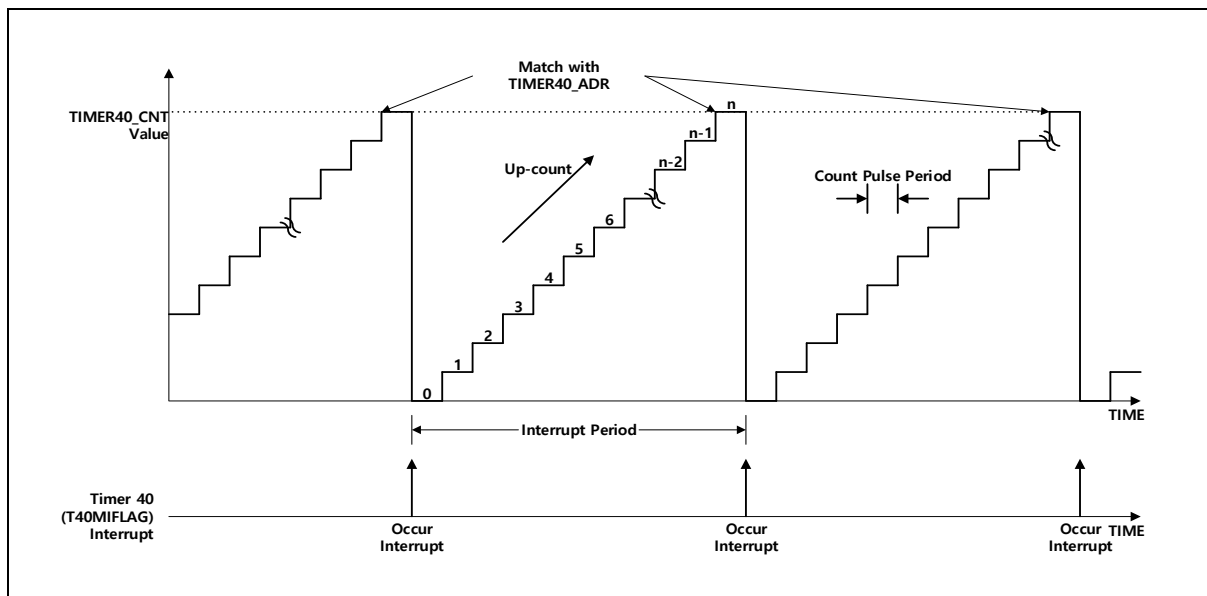 Match with
TIMER40_ADR
TIMER40_CNT
Value
n
n-1
n-2
Up-count
Count Pulse Period
6
5
4
3
2
1
0
TIME
Interrupt Period
Timer 40
(T40MIFLAG)
Interrupt
Occur
Interrupt
Occur
Interrupt
Occur
Interrupt
TIME